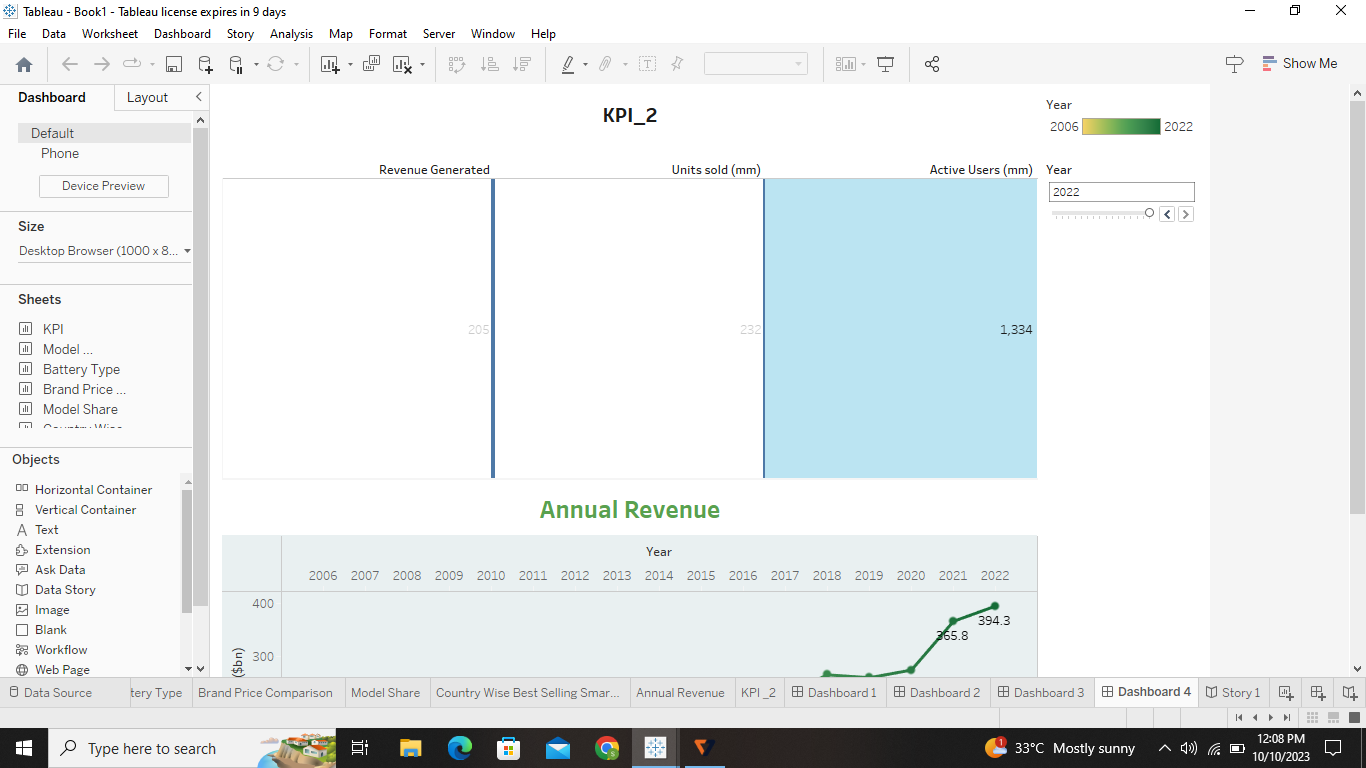 Tableau - Book1 - Tableau license expires in 9 days
File Data Worksheet Dashboard Story Analysis Map Format Server Window Help
Show Me
Dashboard Layout
Default
Phone
Device Preview
Size
Desktop Browser (1000 x 8...
Sheets
KPI
Model ...
Battery Type
Brand Price ...
Model Share
Objects
Horizontal Container
Vertical Container
Text
Extension
Ask Data
Data Story
Image
Blank
Workflow
Web Page
KPI_2
Revenue Generated Units sold (mm) Active Users (mm)
205 232 1,334
Year
2006 2022
Year
2022
Annual Revenue
Year
2006 2007 2008 2009 2010 2011 2012 2013 2014 2015 2016 2017 2018 2019 2020 2021 2022
400
394.3
365.8
300
($bn)
Data Source tery Type Brand Price Comparison Model Share Country Wise Best Selling Smar... Annual Revenue KPI _2 Dashboard 1 Dashboard 2 Dashboard 3 Dashboard 4 Story 1
Type here to search
1
33°C Mostly sunny
12:08 PM
10/10/2023